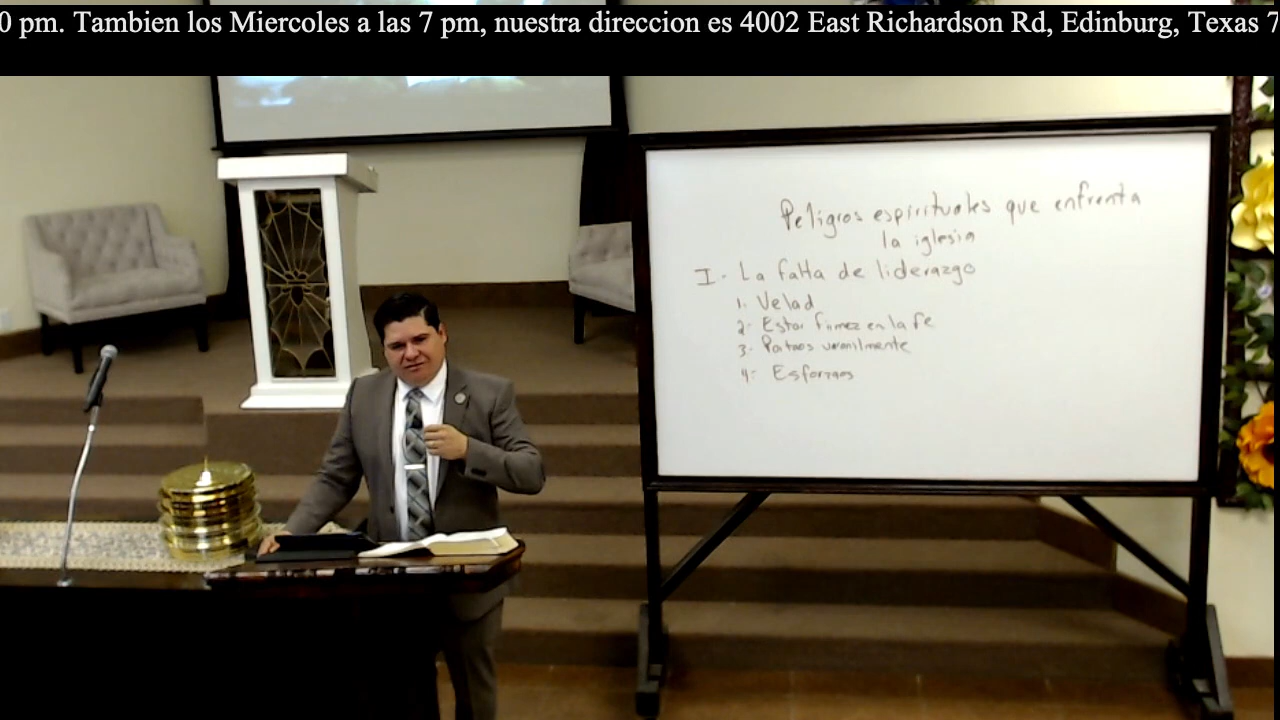 0 pm. Tambien los Miercoles a las 7 pm, nuestra direccion es 4002 East Richardson Rd, Edinburg, Texas 7
Peligros espirituales que enfrenta
la iglesia
I- La falta de liderazgo
1- Velad
2- Estar firmez en la fe
3- Portaos varonilmente
4- Esforzaos